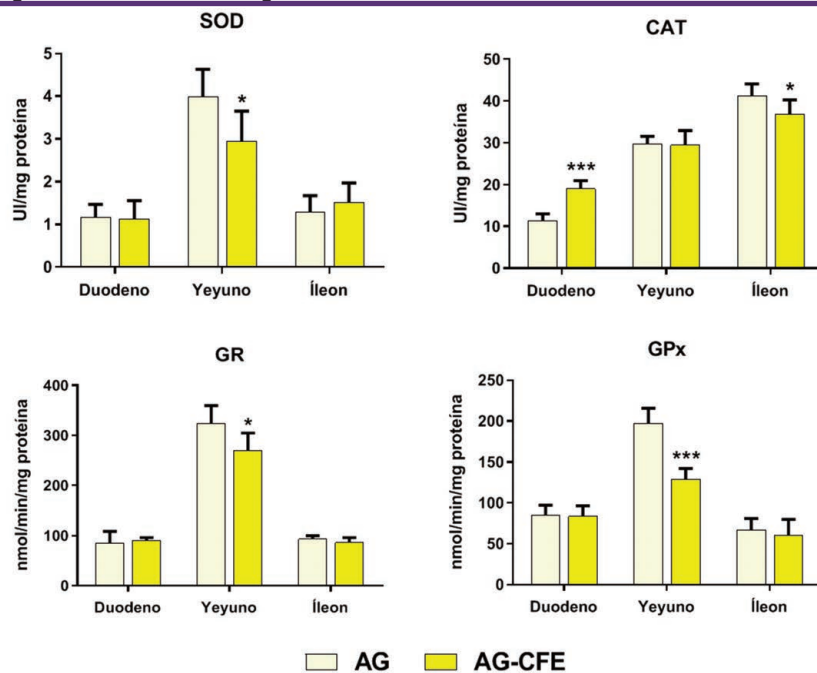 SOD
UI/mg proteína
5
4
3
2
1
0
*
Duodeno Yeyuno Íleon
CAT
UI/mg proteína
50
40
30
20
10
0
***
*
Duodeno Yeyuno Íleon
GR
nmol/min/mg proteína
400
300
200
100
0
*
Duodeno Yeyuno Íleon
GPx
nmol/min/mg proteína
250
200
150
100
50
0
***
Duodeno Yeyuno Íleon
AG AG-CFE